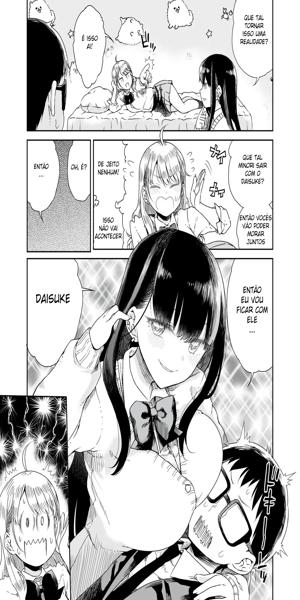 QUE TAL
TORNAR
ISSO UMA
REALIDADE?
É ISSO
AÍ!
QUE TAL
MINORI SAIR
COM O
DAISUKE?
ENTÃO VOCÊS
VÃO PODER
MORAR
JUNTOS
DE JEITO
NENHUM!
ISSO
NÃO VAI
ACONTECER
OH, É?
ENTÃO
...
ENTÃO
EU VOU
FICAR COM
ELE
...
DAISUKE